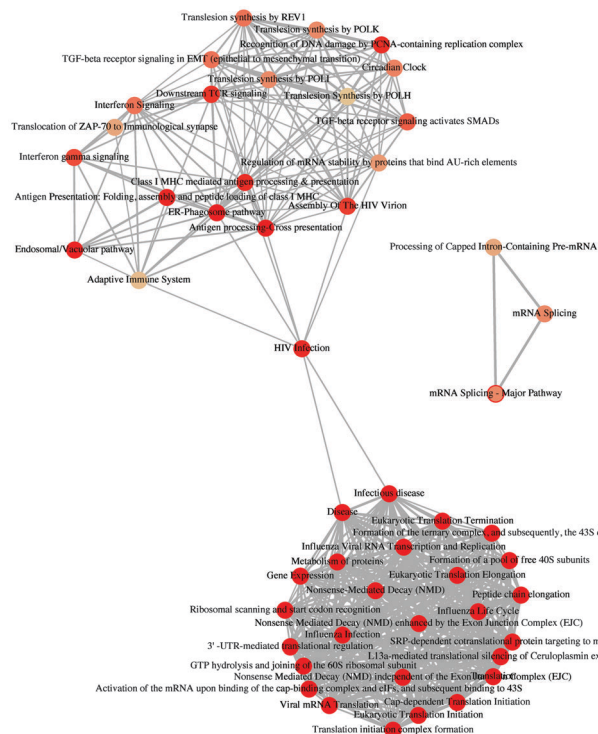 Translesion synthesis by REV1
Translesion synthesis by POLK
Recognition of DNA damage by PCNA-containing replication complex
TGF-beta receptor signaling in EMT (epithelial to mesenchymal transition)
Circadian Clock
Translesion synthesis by POLI
Downstream TCR signaling
Translesion Synthesis by POLH
Interferon Signaling
TGF-beta receptor signaling activates SMADs
Translocation of ZAP-70 to Immunological synapse
Interferon gamma signaling
Regulation of mRNA stability by proteins that bind AU-rich elements
Class I MHC mediated antigen processing & presentation
Antigen Presentation: Folding, assembly and peptide loading of class I MHC
Assembly Of The HIV Virion
ER-Phagosome pathway
Antigen processing-Cross presentation
Endosomal/Vacuolar pathway
Processing of Capped Intron-Containing Pre-mRNA
Adaptive Immune System
mRNA Splicing
HIV Infection
mRNA Splicing - Major Pathway
Infectious disease
Disease
Eukaryotic Translation Termination
Formation of the ternary complex, and subsequently, the 43S
Influenza Viral RNA Transcription and Replication
Metabolism of proteins
Formation of a pool of free 40S subunits
Gene Expression
Eukaryotic Translation Elongation
Nonsense-Mediated Decay (NMD)
Peptide chain elongation
Ribosomal scanning and start codon recognition
Influenza Life Cycle
Nonsense Mediated Decay (NMD) enhanced by the Exon Junction Complex (EJC)
Influenza Infection
3' -UTR-mediated translational regulation
SRP-dependent cotranslational protein targeting to
L13a-mediated translational silencing of Ceruloplasmin
GTP hydrolysis and joining of the 60S ribosomal subunit
Nonsense Mediated Decay (NMD) independent of the Exon Junction Complex (EJC)
Translation
Activation of the mRNA upon binding of the cap-binding complex and eIFs, and subsequent binding to 43S
Cap-dependent Translation Initiation
Viral mRNA Translation
Eukaryotic Translation Initiation
Translation initiation complex formation